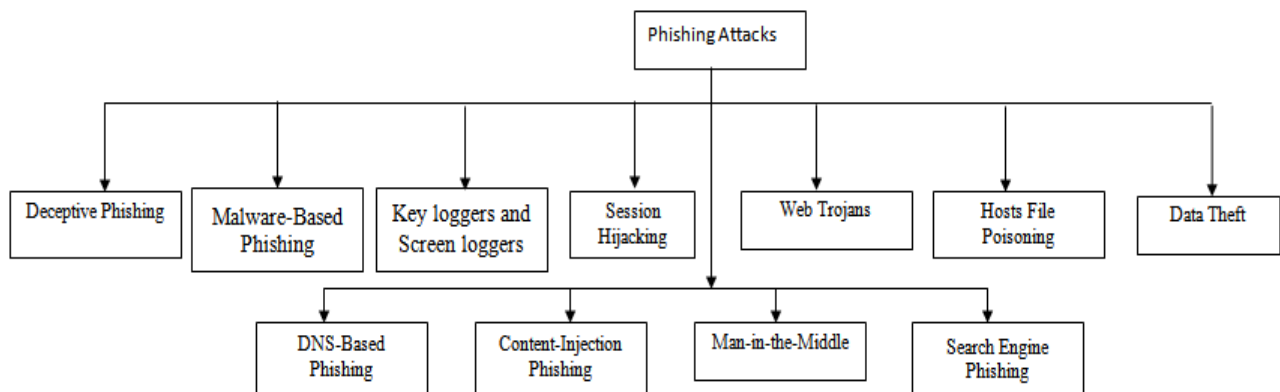 Phishing Attacks
Deceptive Phishing
Malware-Based
Phishing
Key loggers and
Screen loggers
Session
Hijacking
Web Trojans
Hosts File
Poisoning
Data Theft
DNS-Based
Phishing
Content-Injection
Phishing
Man-in-the-Middle
Search Engine
Phishing